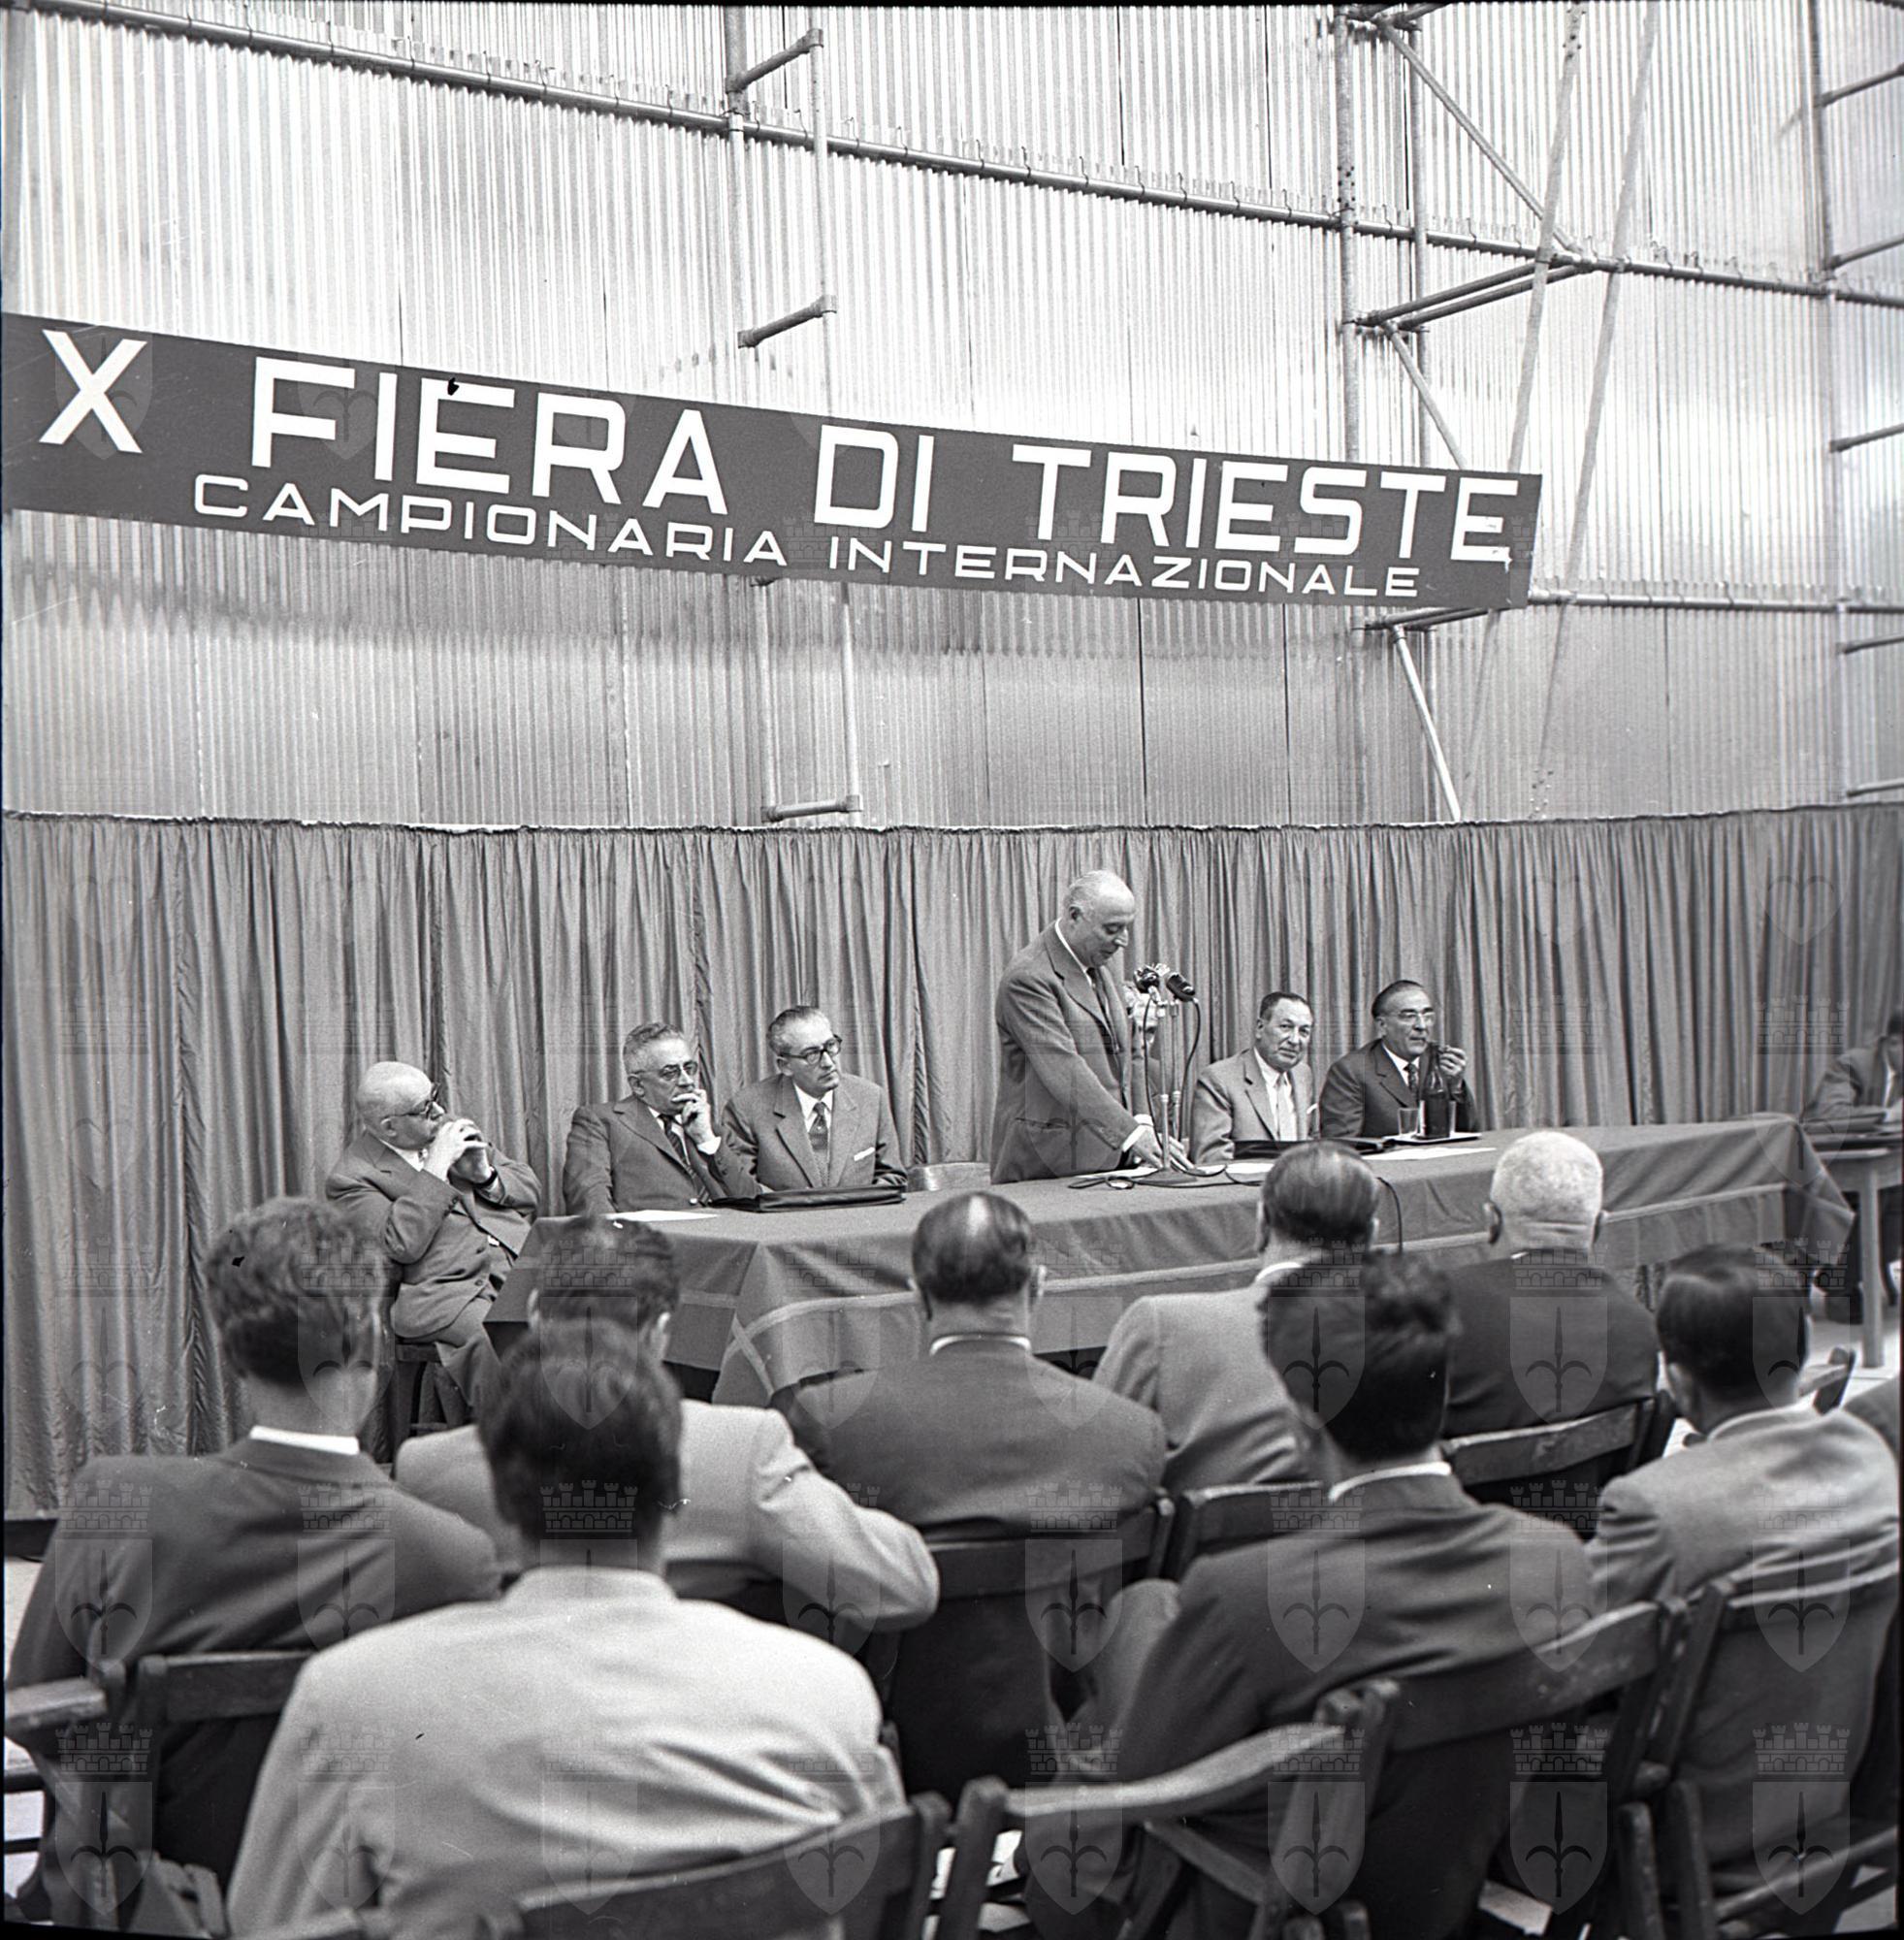 X FIERA DI TRIESTE
CAMPIONARIA INTERNAZIONALE